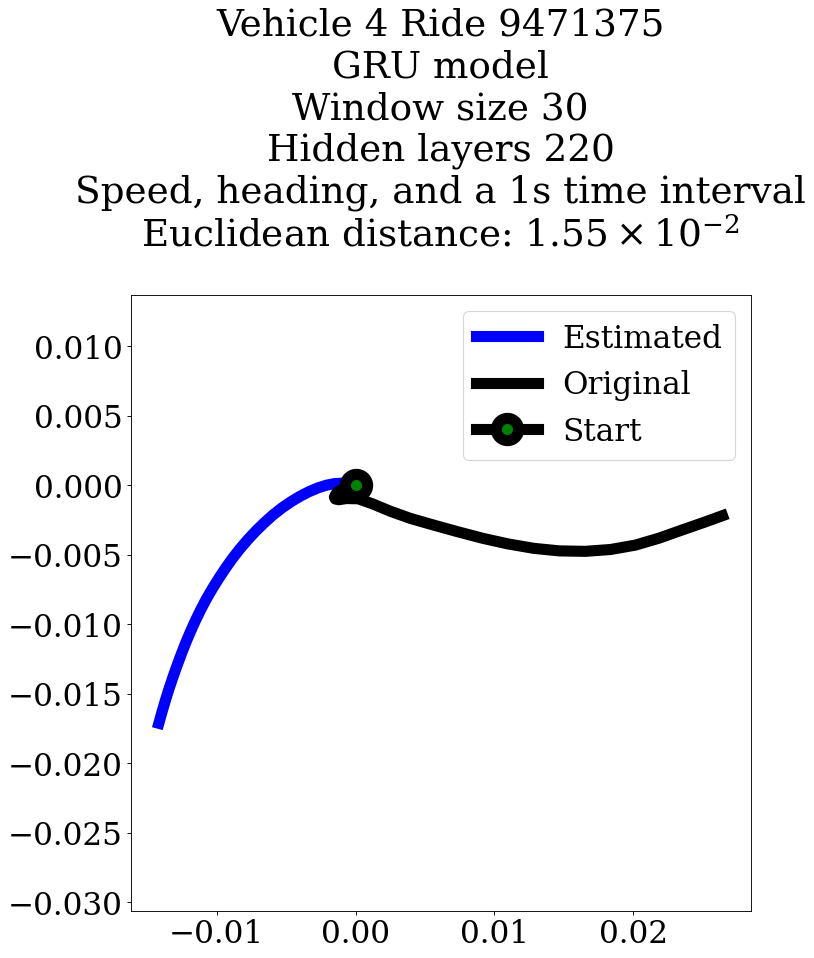 Vehicle 4 Ride 9471375
GRU model
Window size 30
Hidden layers 220
Speed, heading, and a 1s time interval
Euclidean distance: 1.55 × 10⁻²
Estimated
Original
Start
0.010
0.005
0.000
−0.005
−0.010
−0.015
−0.020
−0.025
−0.030
−0.01 0.00 0.01 0.02